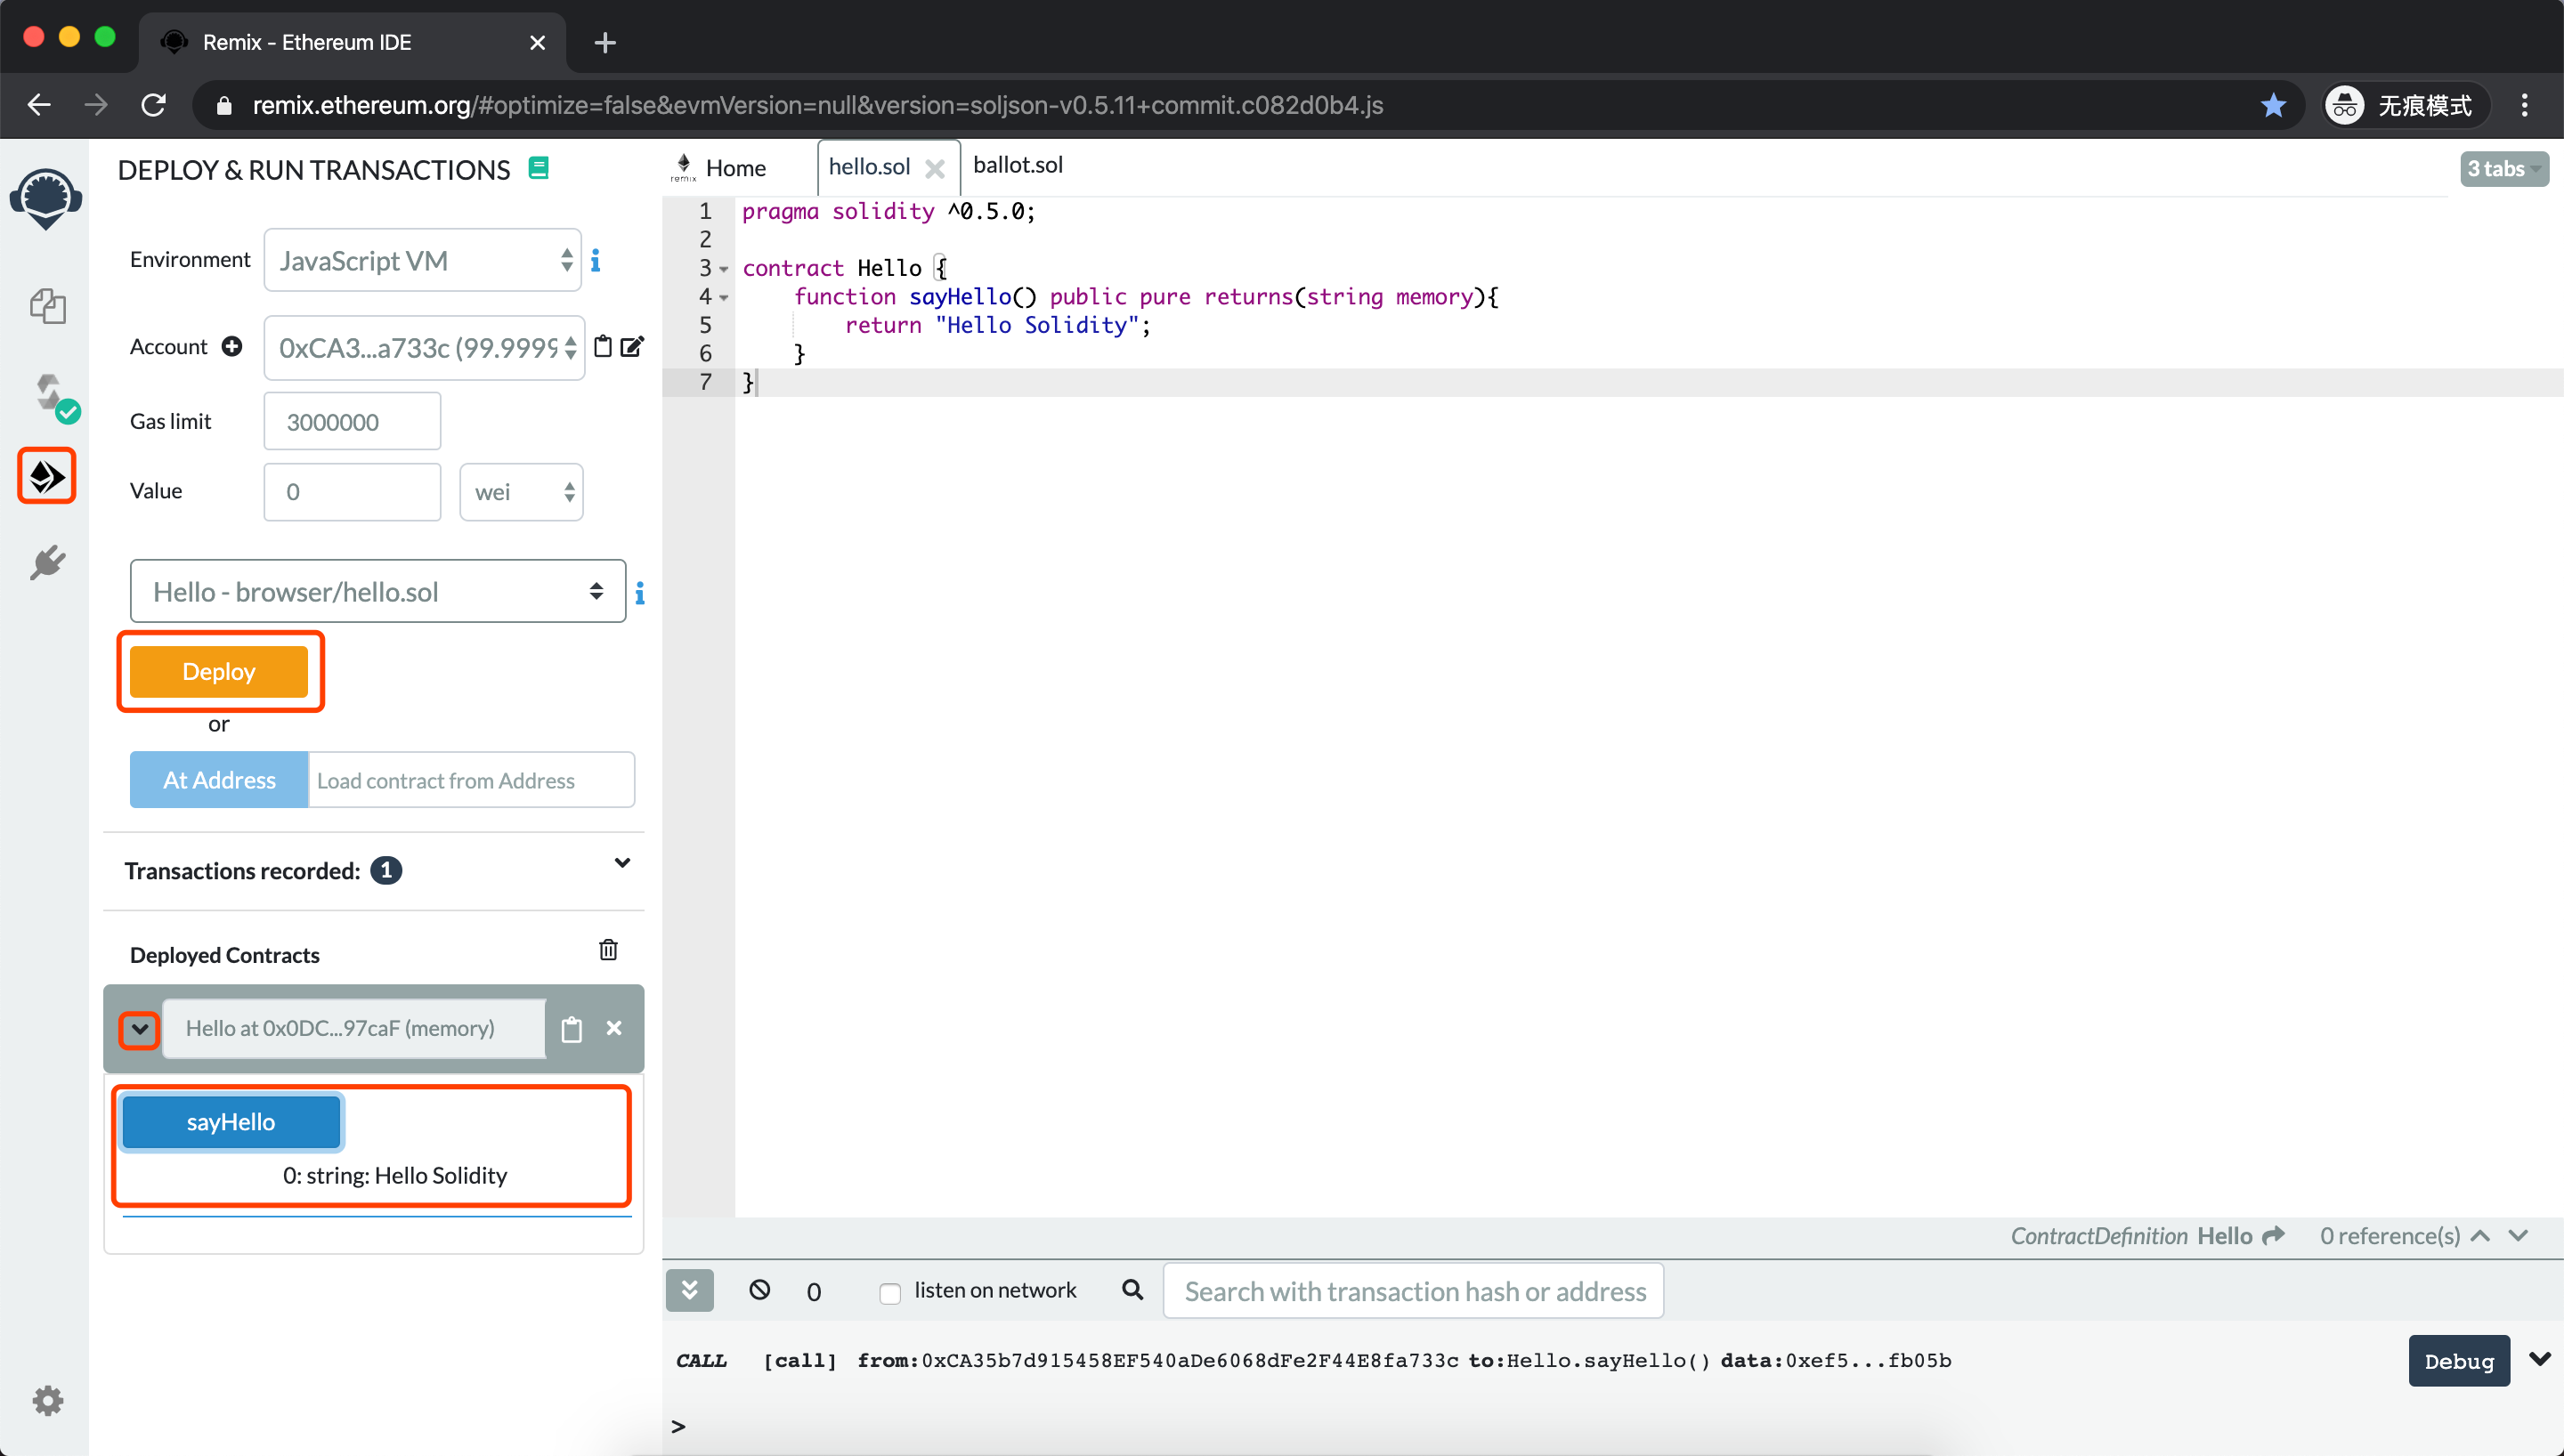 Remix - Ethereum IDE
remix.ethereum.org/#optimize=false&evmVersion=null&version=soljson-v0.5.11+commit.c082d0b4.js
无痕模式
DEPLOY & RUN TRANSACTIONS
Environment
JavaScript VM
Account
0xCA3...a733c (99.9999
Gas limit
3000000
Value
0
wei
Hello - browser/hello.sol
Deploy
or
At Address
Load contract from Address
Transactions recorded: 1
Deployed Contracts
Hello at 0x0DC...97caF (memory)
sayHello
0: string: Hello Solidity
remix
Home
hello.sol
ballot.sol
3 tabs
1 pragma solidity ^0.5.0;
2
3 contract Hello {
4 function sayHello() public pure returns(string memory){
5 return "Hello Solidity";
6 }
7 }
ContractDefinition Hello
0 reference(s)
0
listen on network
Search with transaction hash or address
CALL [call] from:0xCA35b7d915458EF540aDe6068dFe2F44E8fa733c to:Hello.sayHello() data:0xef5...fb05b
Debug
>